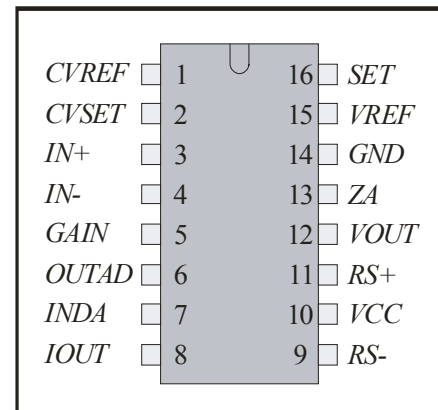 CVREF 1 16 SET
CVSET 2 15 VREF
IN+ 3 14 GND
IN- 4 13 ZA
GAIN 5 12 VOUT
OUTAD 6 11 RS+
INDA 7 10 VCC
IOUT 8 9 RS-